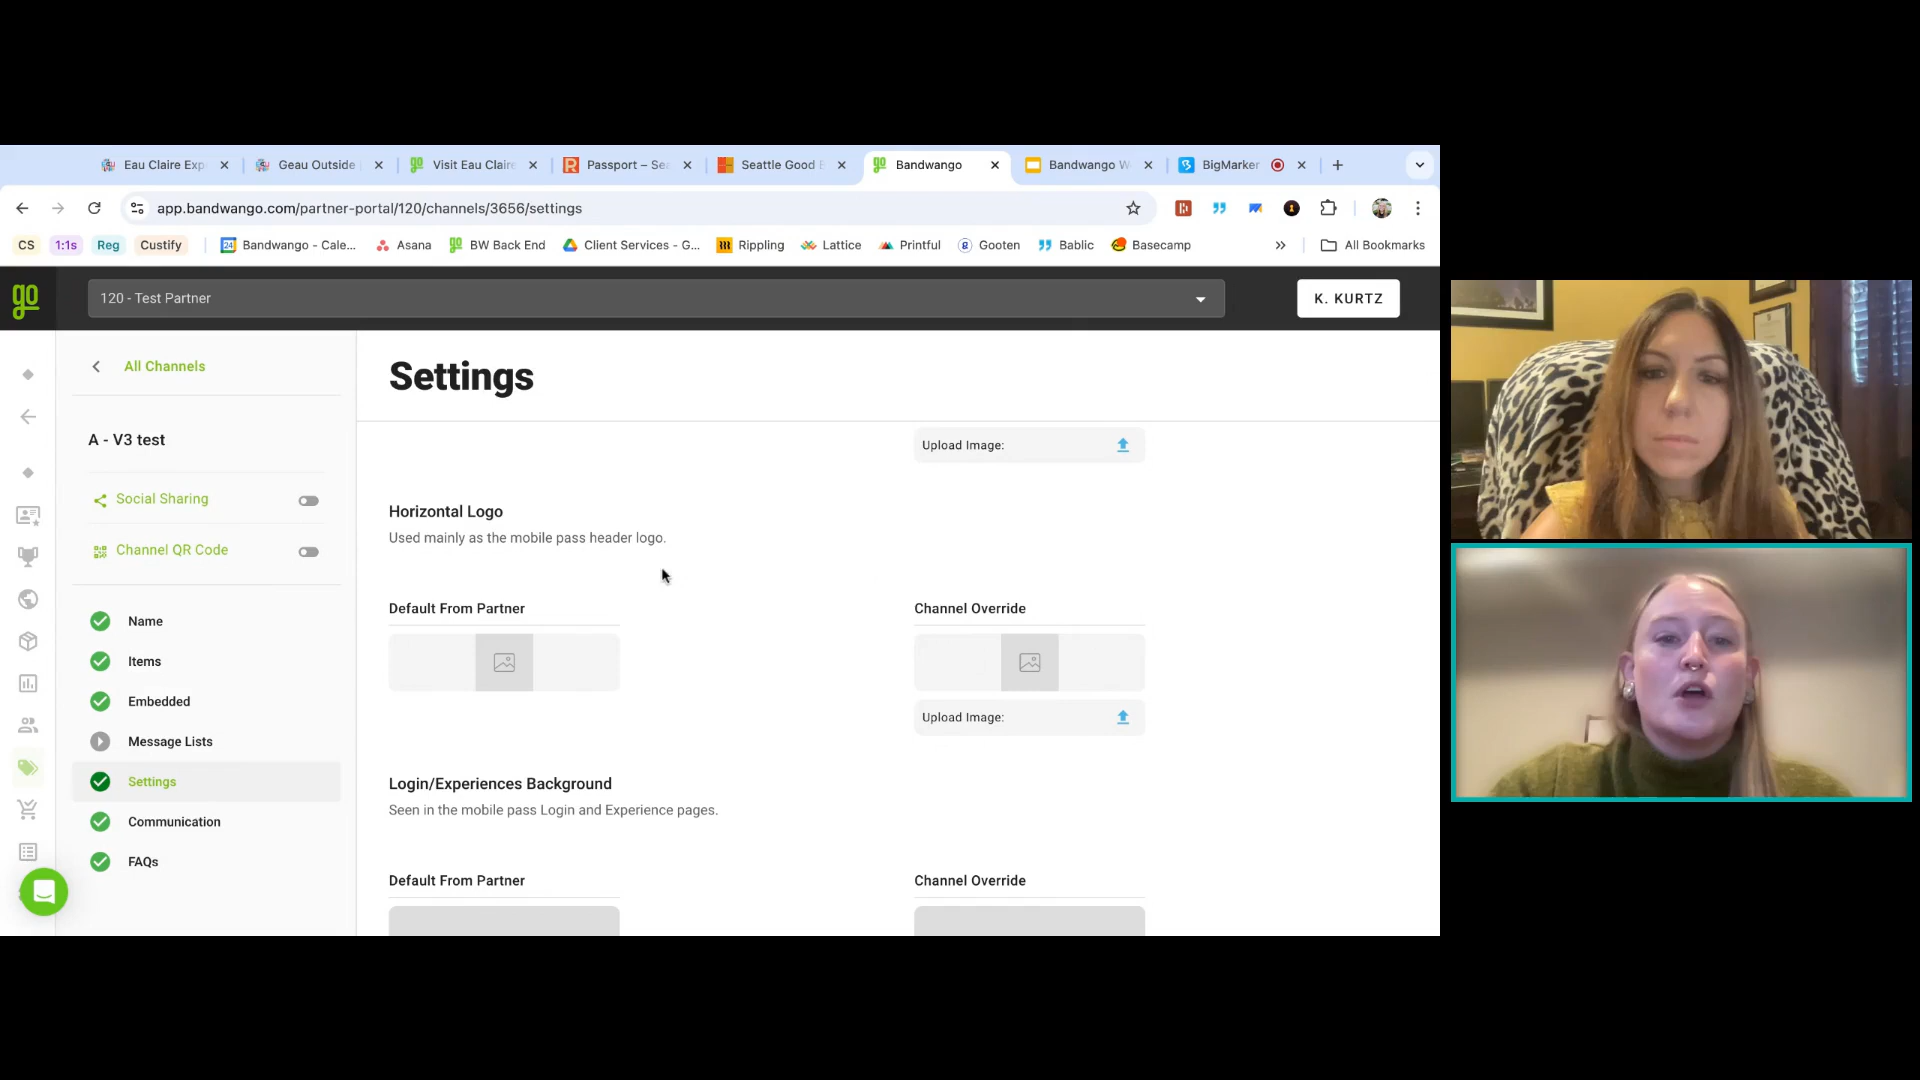 Eau Claire Exp
Geau Outside
Visit Eau Claire
Passport – Sea
Seattle Good B
Bandwango
Bandwango W
BigMarker
app.bandwango.com/partner-portal/120/channels/3656/settings
CS
1:1s
Reg
Custify
Bandwango - Cale...
Asana
BW Back End
Client Services - G...
Rippling
Lattice
Printful
Gooten
Bablic
Basecamp
All Bookmarks
go
120 - Test Partner
K. KURTZ
All Channels
A - V3 test
Social Sharing
Channel QR Code
Name
Items
Embedded
Message Lists
Settings
Communication
FAQs
Settings
Upload Image:
Horizontal Logo
Used mainly as the mobile pass header logo.
Default From Partner
Channel Override
Upload Image:
Login/Experiences Background
Seen in the mobile pass Login and Experience pages.
Default From Partner
Channel Override